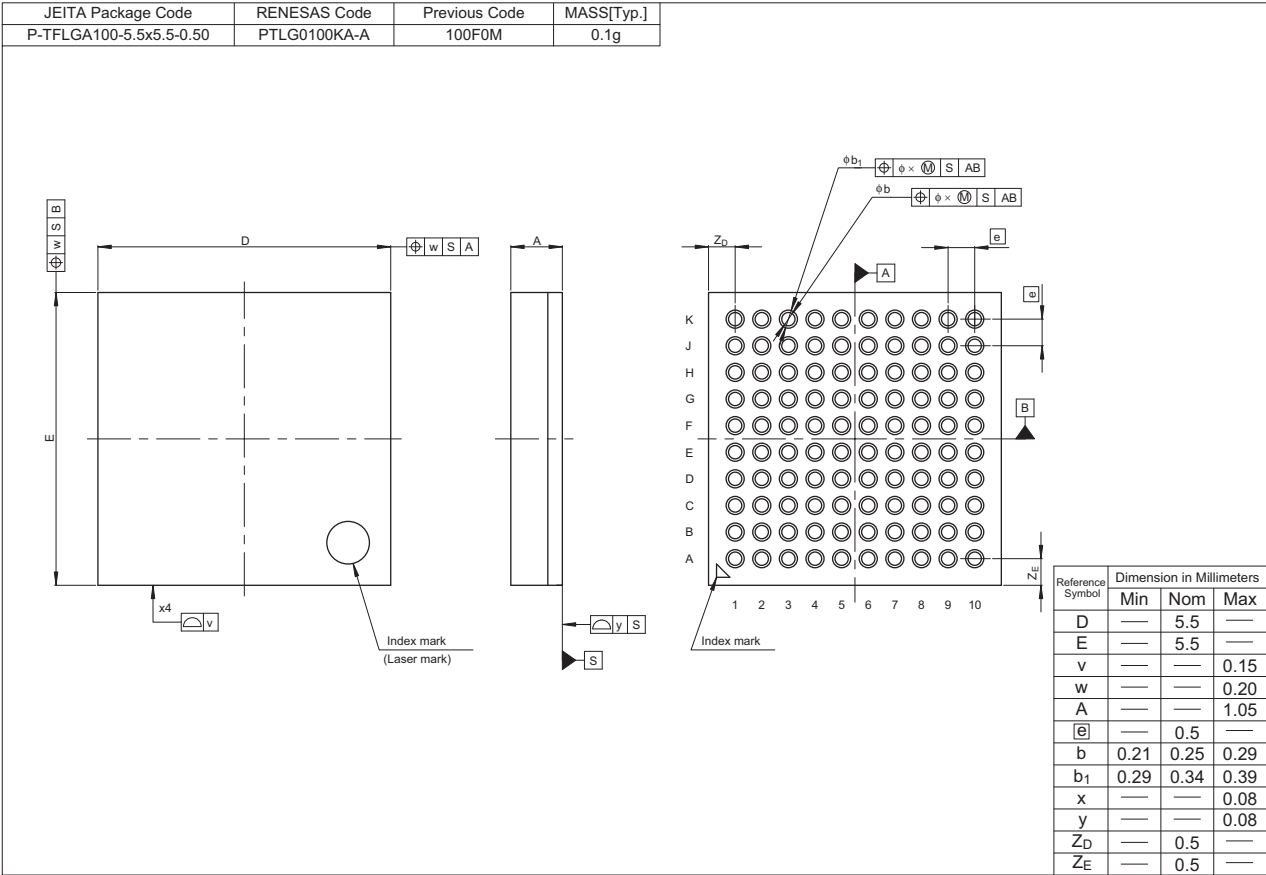 JEITA Package Code RENESAS Code Previous Code MASS[Typ.]
P-TFLGA100-5.5x5.5-0.50 PTLG0100KA-A 100F0M 0.1g
ϕb1 ⌖ ϕ× Ⓜ S AB
ϕb ⌖ ϕ× Ⓜ S AB
⌖ w S B
D
⌖ w S A
A
ZD
A
e
e
K
J
H
G
F
E
D
C
B
A
E
B
ZE
x4
⌓ v
Index mark
(Laser mark)
⌓ y S
S
1 2 3 4 5 6 7 8 9 10
Index mark
Reference Symbol Dimension in Millimeters
Min Nom Max
D — 5.5 —
E — 5.5 —
v — — 0.15
w — — 0.20
A — — 1.05
e — 0.5 —
b 0.21 0.25 0.29
b1 0.29 0.34 0.39
x — — 0.08
y — — 0.08
ZD — 0.5 —
ZE — 0.5 —